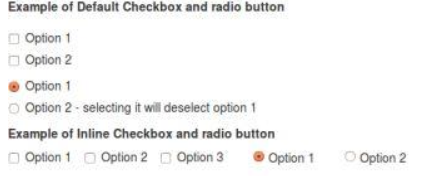 Example of Default Checkbox and radio button
Option 1
Option 2
Option 1
Option 2 - selecting it will deselect option 1
Example of Inline Checkbox and radio button
Option 1 Option 2 Option 3 Option 1 Option 2